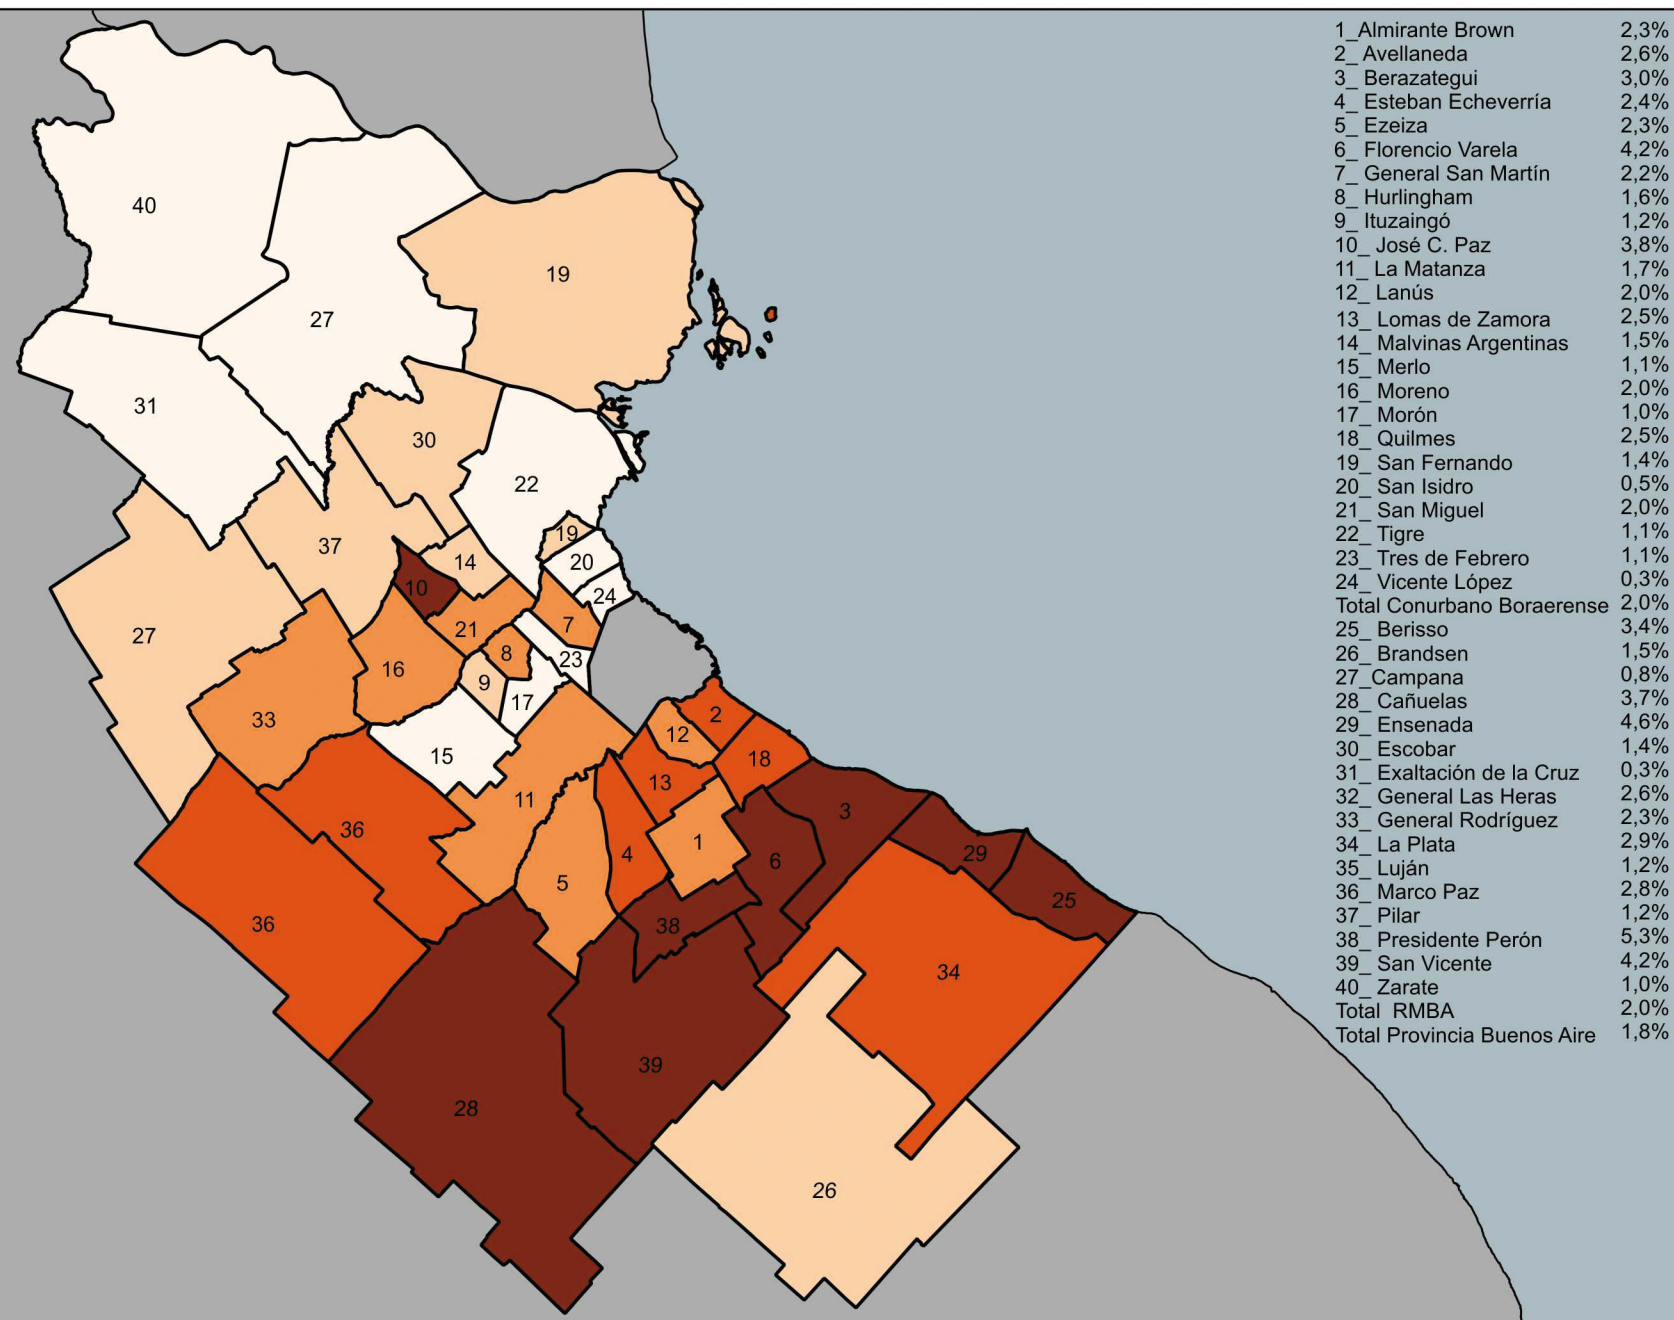 1_Almirante Brown 2,3%
2_ Avellaneda 2,6%
3_ Berazategui 3,0%
4_ Esteban Echeverría 2,4%
5_ Ezeiza 2,3%
6_ Florencio Varela 4,2%
7_ General San Martín 2,2%
8_ Hurlingham 1,6%
9_ Ituzaingó 1,2%
10_ José C. Paz 3,8%
11_ La Matanza 1,7%
12_ Lanús 2,0%
13_ Lomas de Zamora 2,5%
14_ Malvinas Argentinas 1,5%
15_ Merlo 1,1%
16_ Moreno 2,0%
17_ Morón 1,0%
18_ Quilmes 2,5%
19_ San Fernando 1,4%
20_ San Isidro 0,5%
21_ San Miguel 2,0%
22_ Tigre 1,1%
23_ Tres de Febrero 1,1%
24_ Vicente López 0,3%
Total Conurbano Boraerense 2,0%
25_ Berisso 3,4%
26_ Brandsen 1,5%
27_Campana 0,8%
28_ Cañuelas 3,7%
29_ Ensenada 4,6%
30_ Escobar 1,4%
31_ Exaltación de la Cruz 0,3%
32_ General Las Heras 2,6%
33_ General Rodríguez 2,3%
34_ La Plata 2,9%
35_ Luján 1,2%
36_ Marco Paz 2,8%
37_ Pilar 1,2%
38_ Presidente Perón 5,3%
39_ San Vicente 4,2%
40_ Zarate 1,0%
Total RMBA 2,0%
Total Provincia Buenos Aire 1,8%
40
19
27
31
30
22
19
37
14
20
10
24
7
21
27
8
23
16
9
17
2
33
12
15
18
13
11
3
36
1
4
29
6
5
25
36
38
34
39
28
26